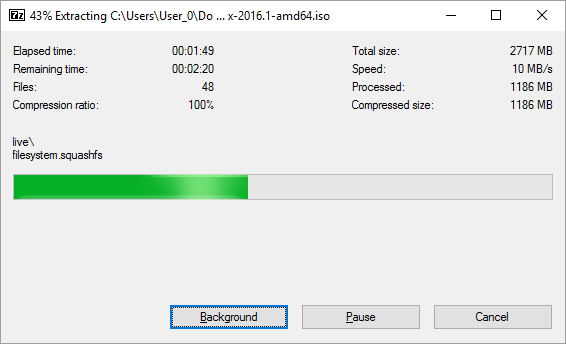 7z 43% Extracting C:\Users\User_0\Do ... x-2016.1-amd64.iso
Elapsed time: 00:01:49 Total size: 2717 MB
Remaining time: 00:02:20 Speed: 10 MB/s
Files: 48 Processed: 1186 MB
Compression ratio: 100% Compressed size: 1186 MB
live\
filesystem.squashfs
Background Pause Cancel